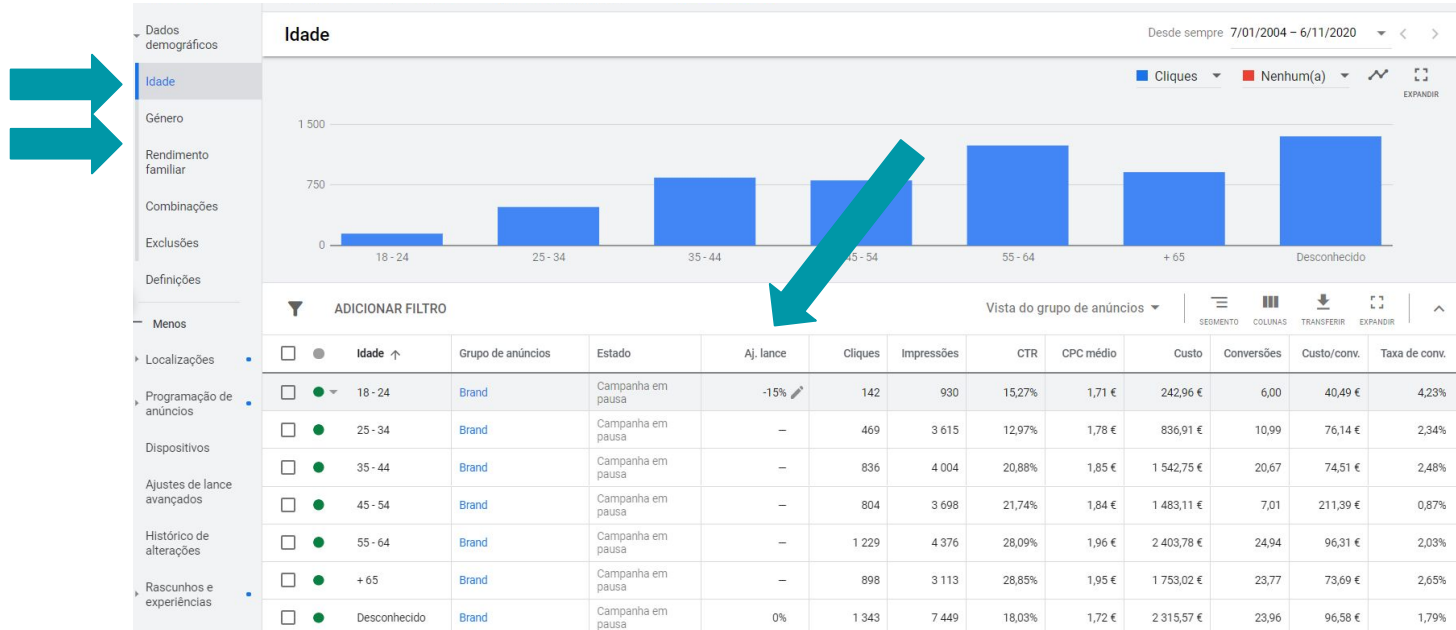 Dados
demográficos
Idade
Género
Rendimento
familiar
Combinações
Exclusões
Definições
Menos
Localizações
Programação de
anúncios
Dispositivos
Ajustes de lance
avançados
Histórico de
alterações
Rascunhos e
experiências
Idade
Desde sempre 7/01/2004 – 6/11/2020
Cliques Nenhum(a)
EXPANDIR
1 500
750
0
18 - 24 25 - 34 35 - 44 45 - 54 55 - 64 + 65 Desconhecido
ADICIONAR FILTRO Vista do grupo de anúncios
SEGMENTO COLUNAS TRANSFERIR EXPANDIR
Idade Grupo de anúncios Estado Aj. lance Cliques Impressões CTR CPC médio Custo Conversões Custo/conv. Taxa de conv.
18 - 24 Brand Campanha em pausa -15% 142 930 15,27% 1,71 € 242,96 € 6,00 40,49 € 4,23%
25 - 34 Brand Campanha em pausa – 469 3 615 12,97% 1,78 € 836,91 € 10,99 76,14 € 2,34%
35 - 44 Brand Campanha em pausa – 836 4 004 20,88% 1,85 € 1 542,75 € 20,67 74,51 € 2,48%
45 - 54 Brand Campanha em pausa – 804 3 698 21,74% 1,84 € 1 483,11 € 7,01 211,39 € 0,87%
55 - 64 Brand Campanha em pausa – 1 229 4 376 28,09% 1,96 € 2 403,78 € 24,94 96,31 € 2,03%
+ 65 Brand Campanha em pausa – 898 3 113 28,85% 1,95 € 1 753,02 € 23,77 73,69 € 2,65%
Desconhecido Brand Campanha em pausa 0% 1 343 7 449 18,03% 1,72 € 2 315,57 € 23,96 96,58 € 1,79%